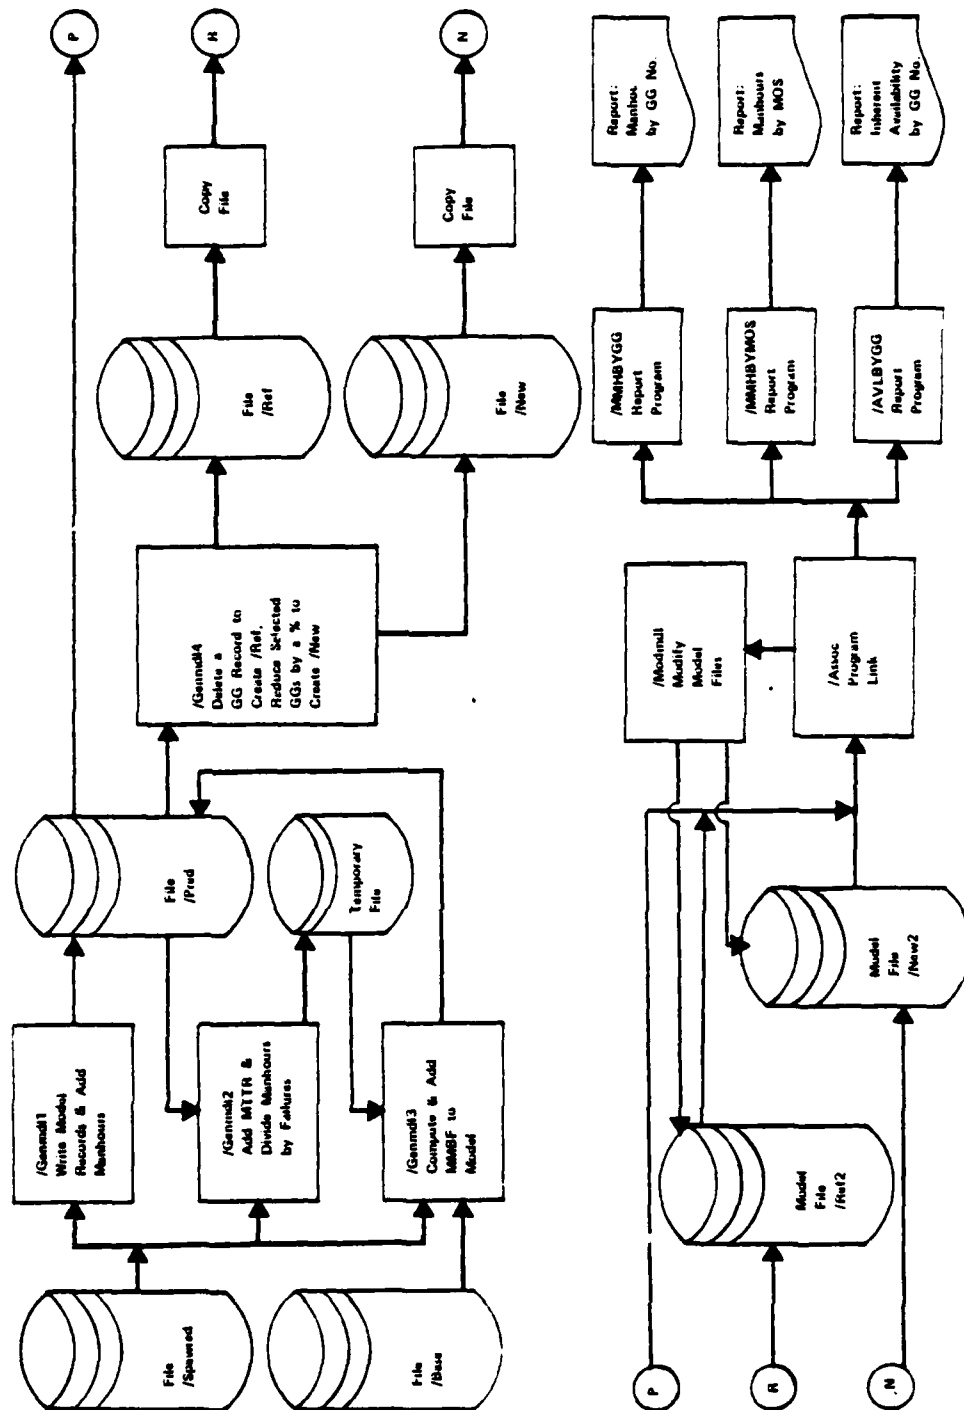 File
/Spawned
File
/Base
/Genmdl1
Write Model
Records & Add
Manhours
/Genmdl2
Add MTTR &
Divide Manhours
by Failures
/Genmdl3
Compute & Add
MMBF to
Model
File
/Pred
Temporary
File
/Genmdl4
Delete a
GG Record to
Create /Ref,
Reduce Selected
GGs by a % to
Create /New
File
/Ref
File
/New
Copy
File
Copy
File
P
R
N
P
R
N
Model
File
/Ref2
Model
File
/New2
/Modmdl
Modify
Model
Files
/Assoc
Program
Link
/MMHBYGG
Report
Program
/MMHBYMOS
Report
Program
/AVLBYGG
Report
Program
Report:
Manhou
by GG No.
Report:
Manhours
by MOS
Report:
Inherent
Availability
by GG No.